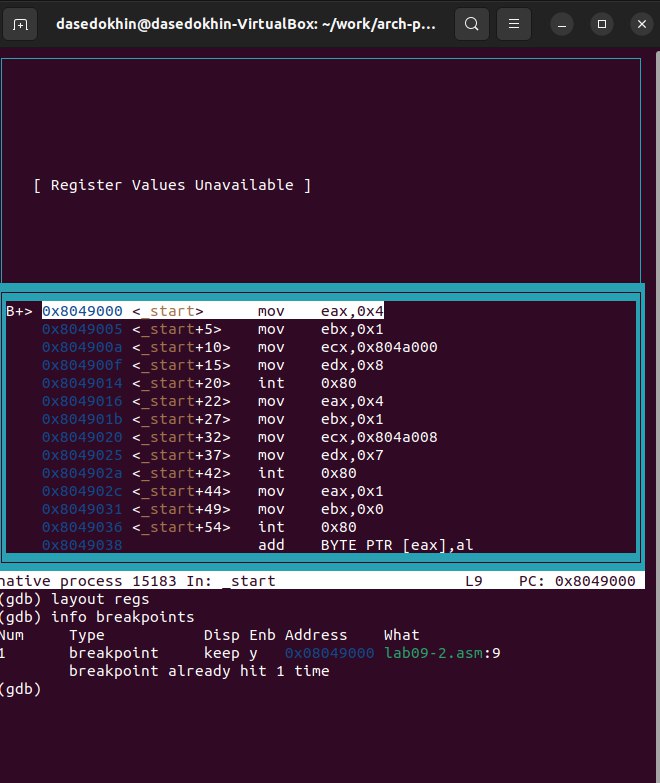 dasedokhin@dasedokhin-VirtualBox: ~/work/arch-p...
[ Register Values Unavailable ]
B+> 0x8049000 <_start>      mov    eax,0x4
0x8049005 <_start+5>    mov    ebx,0x1
0x804900a <_start+10>   mov    ecx,0x804a000
0x804900f <_start+15>   mov    edx,0x8
0x8049014 <_start+20>   int    0x80
0x8049016 <_start+22>   mov    eax,0x4
0x804901b <_start+27>   mov    ebx,0x1
0x8049020 <_start+32>   mov    ecx,0x804a008
0x8049025 <_start+37>   mov    edx,0x7
0x804902a <_start+42>   int    0x80
0x804902c <_start+44>   mov    eax,0x1
0x8049031 <_start+49>   mov    ebx,0x0
0x8049036 <_start+54>   int    0x80
0x8049038               add    BYTE PTR [eax],al
native process 15183 In: _start                     L9    PC: 0x8049000
(gdb) layout regs
(gdb) info breakpoints
Num     Type           Disp Enb Address    What
1       breakpoint     keep y   0x08049000 lab09-2.asm:9
        breakpoint already hit 1 time
(gdb)